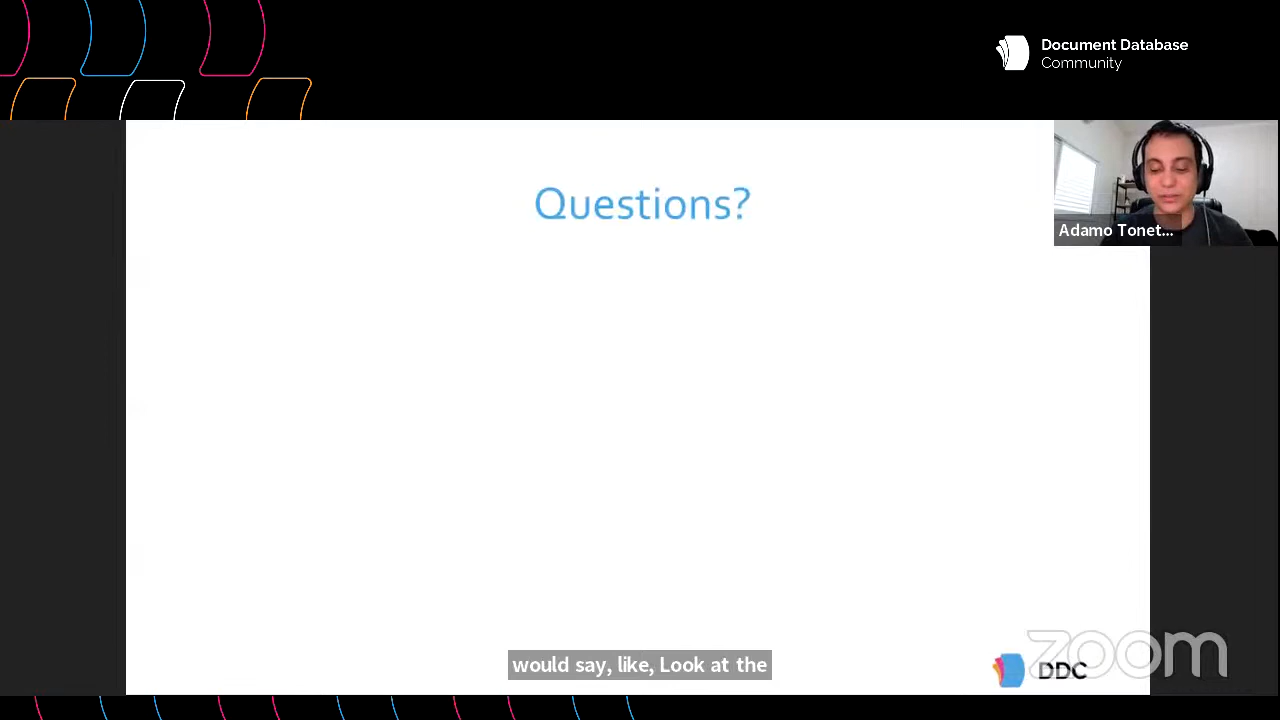 Document Database
Community
Questions?
Adamo Tonet...
would say, like, Look at the
DDC
zoom